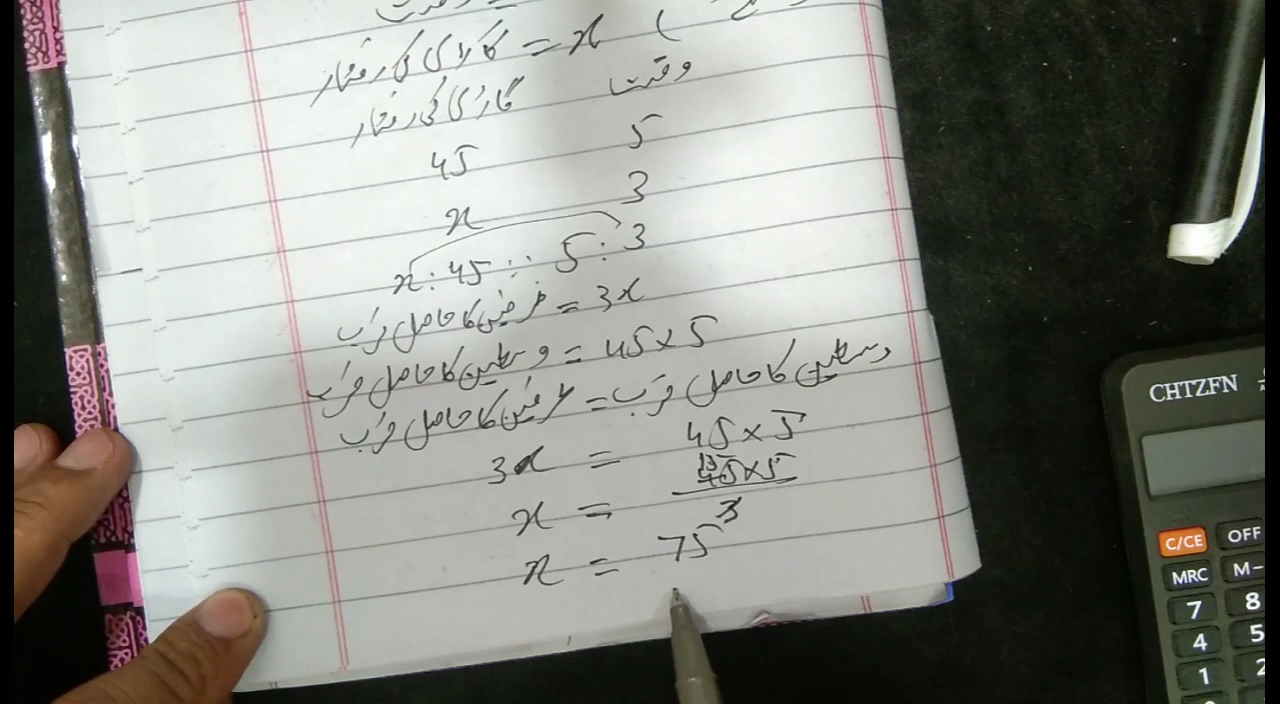 گاڑی کی رفتار = x (
گاڑی کی رفتار وقت
45 5
x 3
x : 45 :: 5 : 3
طرفین کا حاصل ضرب = 3x
وسطین کا حاصل ضرب = 45 × 5
طرفین کا حاصل ضرب = وسطین کا حاصل ضرب
3x = 45 × 5
x = 45 × 5 / 3
15
x = 75
CHTZFN
C/CE OFF
MRC M-
7 8
4 5
1 2